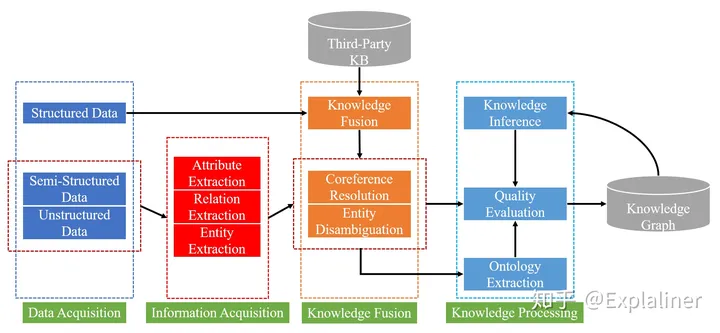 Third-Party
KB
Structured Data
Knowledge
Fusion
Knowledge
Inference
Semi-Structured
Data
Unstructured
Data
Attribute
Extraction
Relation
Extraction
Entity
Extraction
Coreference
Resolution
Entity
Disambiguation
Quality
Evaluation
Knowledge
Graph
Ontology
Extraction
Data Acquisition
Information Acquisition
Knowledge Fusion
Knowledge Processing
知乎 @Explainer